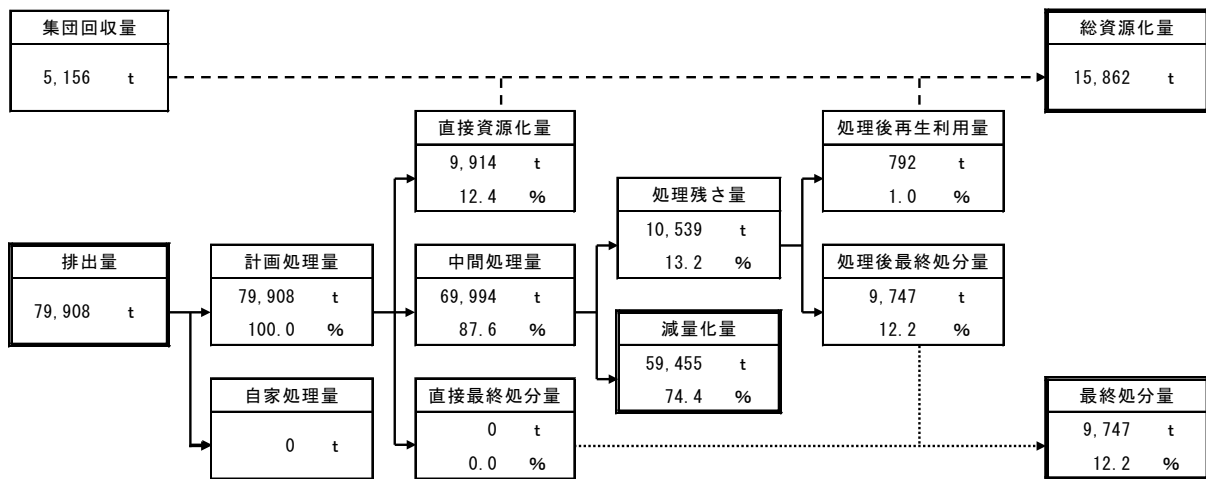 集団回収量
5,156 t
総資源化量
15,862 t
直接資源化量
9,914 t
12.4 %
処理後再生利用量
792 t
1.0 %
処理残さ量
10,539 t
13.2 %
排出量
79,908 t
計画処理量
79,908 t
100.0 %
中間処理量
69,994 t
87.6 %
処理後最終処分量
9,747 t
12.2 %
減量化量
59,455 t
74.4 %
自家処理量
0 t
直接最終処分量
0 t
0.0 %
最終処分量
9,747 t
12.2 %